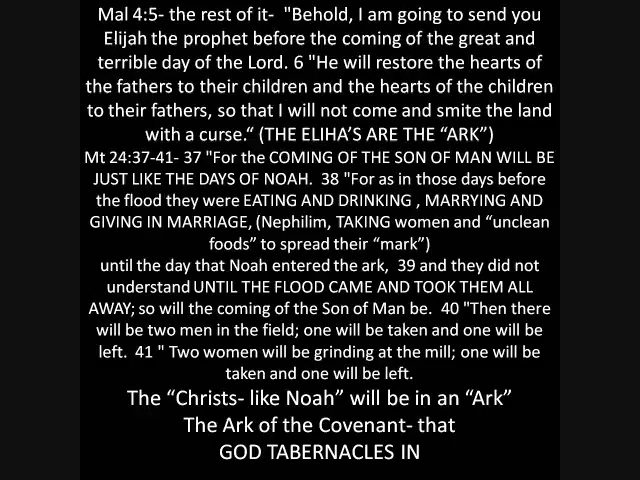 Mal 4:5- the rest of it-  "Behold, I am going to send you
Elijah the prophet before the coming of the great and
terrible day of the Lord. 6 "He will restore the hearts of
the fathers to their children and the hearts of the children
to their fathers, so that I will not come and smite the land
with a curse.“ (THE ELIHA’S ARE THE “ARK”)
Mt 24:37-41- 37 "For the COMING OF THE SON OF MAN WILL BE
JUST LIKE THE DAYS OF NOAH.  38 "For as in those days before
the flood they were EATING AND DRINKING , MARRYING AND
GIVING IN MARRIAGE, (Nephilim, TAKING women and “unclean
foods” to spread their “mark”)
until the day that Noah entered the ark,  39 and they did not
understand UNTIL THE FLOOD CAME AND TOOK THEM ALL
AWAY; so will the coming of the Son of Man be.  40 "Then there
will be two men in the field; one will be taken and one will be
left.  41 " Two women will be grinding at the mill; one will be
taken and one will be left.
The “Christs- like Noah” will be in an “Ark”
The Ark of the Covenant- that
GOD TABERNACLES IN